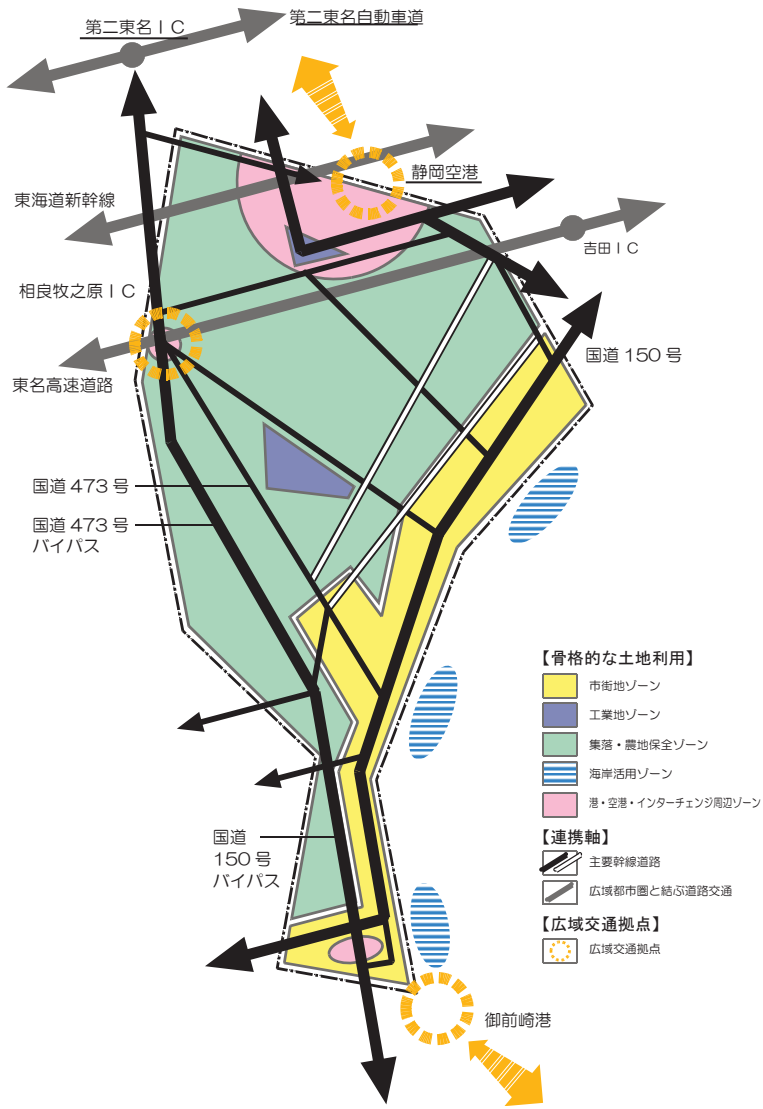 第二東名自動車道
第二東名ＩＣ
静岡空港
東海道新幹線
吉田ＩＣ
相良牧之原ＩＣ
国道 150 号
東名高速道路
国道 473 号
国道 473 号
バイパス
【骨格的な土地利用】
市街地ゾーン
工業地ゾーン
集落・農地保全ゾーン
海岸活用ゾーン
港・空港・インターチェンジ周辺ゾーン
【連携軸】
主要幹線道路
広域都市圏と結ぶ道路交通
【広域交通拠点】
広域交通拠点
国道
150 号
バイパス
御前崎港